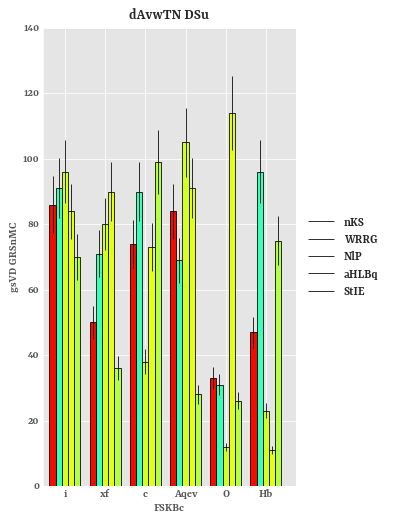 dAvwTN DSu
140
120
100
80
60
40
20
0
gsVD GRSnMC
i xf c Aqev O Hb
FSKBc
nKS
WRRG
NlP
aHLBq
StIE